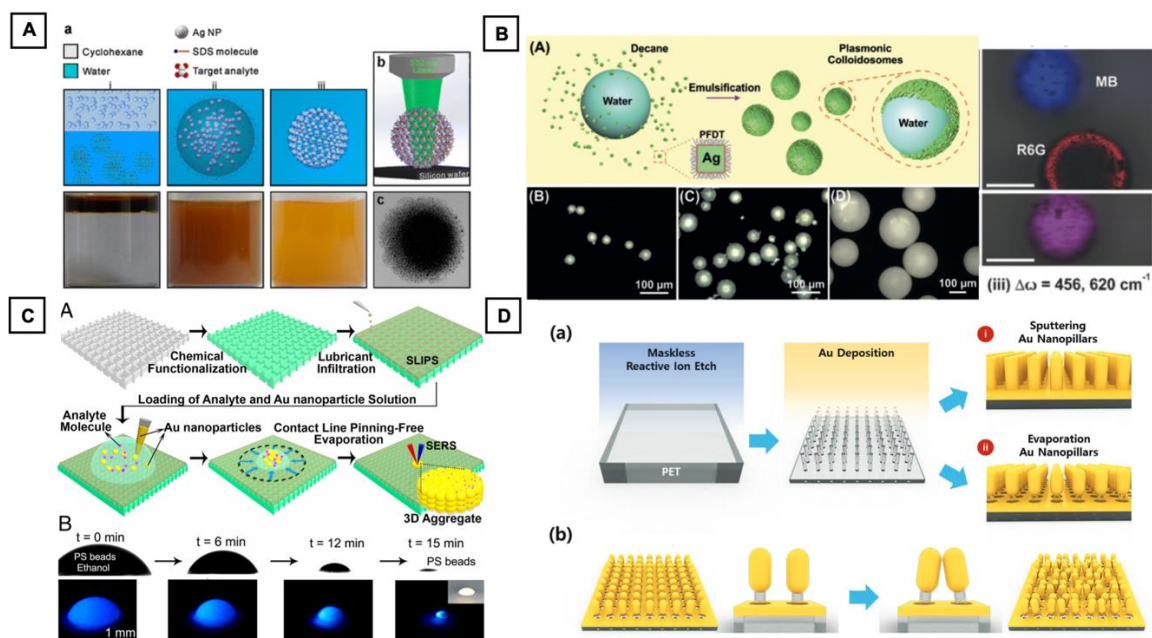 A
a
Cyclohexane
Water
Ag NP
SDS molecule
Target analyte
i
ii
iii
b
Silicon wafer
c
B
(A)
Decane
Plasmonic
Colloidosomes
Water
Emulsification
PFDT
Ag
Water
(B)
(C)
(D)
100 µm
100 µm
100 µm
MB
R6G
(iii) Δω = 456, 620 cm⁻¹
C
A
Chemical
Functionalization
Lubricant
Infiltration
SLIPS
Loading of Analyte and Au nanoparticle Solution
Analyte
Molecule
Au nanoparticles
Contact Line Pinning-Free
Evaporation
SERS
3D Aggregate
B
t = 0 min
t = 6 min
t = 12 min
t = 15 min
PS beads
Ethanol
PS beads
1 mm
D
(a)
Maskless
Reactive Ion Etch
PET
Au Deposition
i
Sputtering
Au Nanopillars
ii
Evaporation
Au Nanopillars
(b)